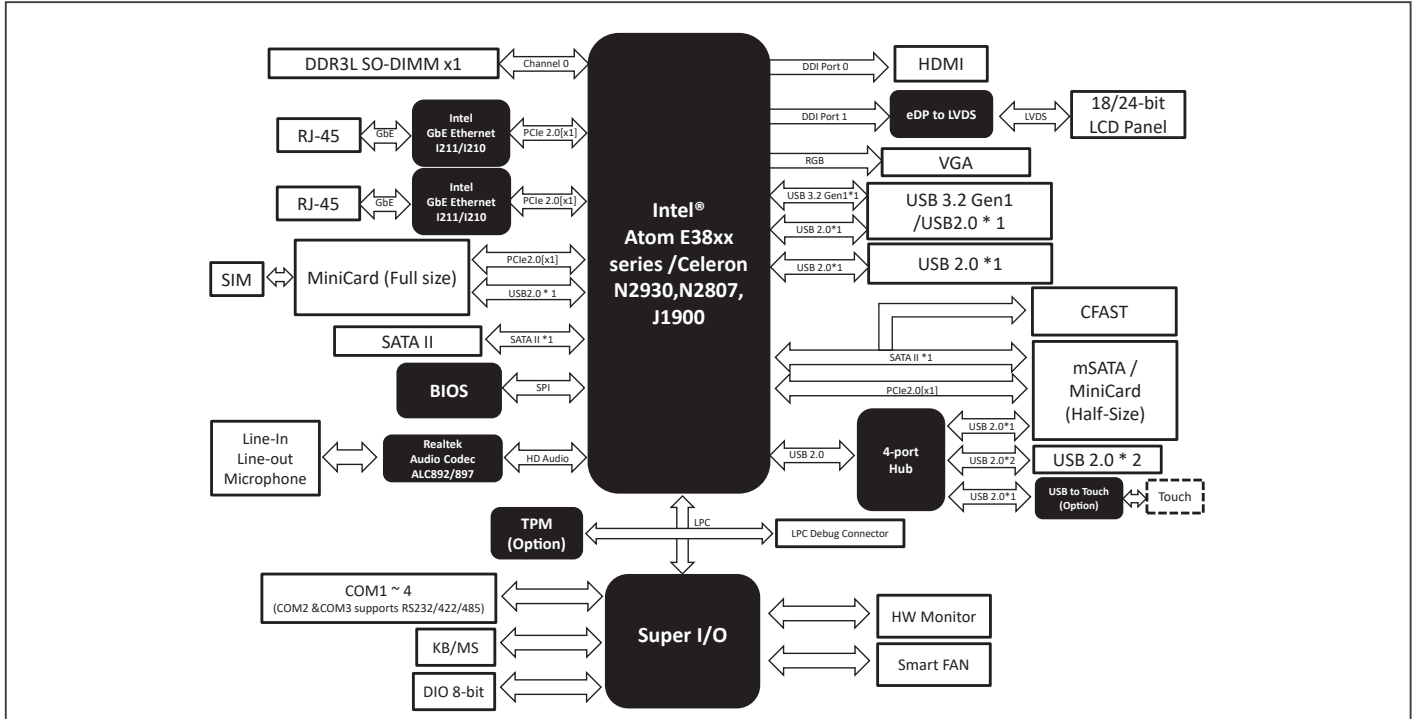 DDR3L SO-DIMM x1
Channel 0
RJ-45
GbE
Intel
GbE Ethernet
I211/I210
PCIe 2.0[x1]
RJ-45
GbE
Intel
GbE Ethernet
I211/I210
PCIe 2.0[x1]
SIM
MiniCard (Full size)
PCIe2.0[x1]
USB2.0 * 1
SATA II
SATA II *1
BIOS
SPI
Line-In
Line-out
Microphone
Realtek
Audio Codec
ALC892/897
HD Audio
Intel®
Atom E38xx
series /Celeron
N2930,N2807,
J1900
DDI Port 0
HDMI
DDI Port 1
eDP to LVDS
LVDS
18/24-bit
LCD Panel
RGB
VGA
USB 3.2 Gen1*1
USB 2.0*1
USB 3.2 Gen1
/USB2.0 * 1
USB 2.0*1
USB 2.0 *1
CFAST
SATA II *1
PCIe2.0[x1]
mSATA /
MiniCard
(Half-Size)
USB 2.0
4-port
Hub
USB 2.0*1
USB 2.0*2
USB 2.0 * 2
USB 2.0*1
USB to Touch
(Option)
Touch
TPM
(Option)
LPC
LPC Debug Connector
COM1 ~ 4
(COM2 &COM3 supports RS232/422/485)
KB/MS
DIO 8-bit
Super I/O
HW Monitor
Smart FAN